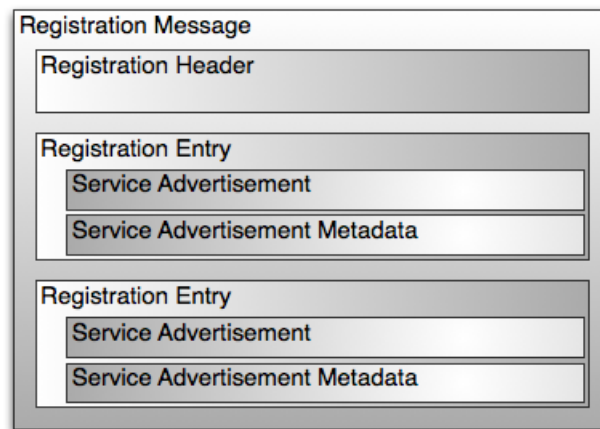 Registration Message
Registration Header
Registration Entry
Service Advertisement
Service Advertisement Metadata
Registration Entry
Service Advertisement
Service Advertisement Metadata